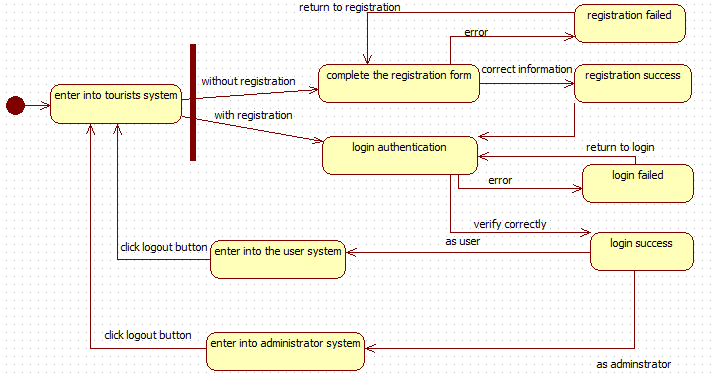 return to registration
registration failed
error
without registration
complete the registration form
correct information
registration success
enter into tourists system
with registration
login authentication
return to login
error
login failed
verify correctly
as user
login success
click logout button
enter into the user system
click logout button
enter into administrator system
as adminstrator